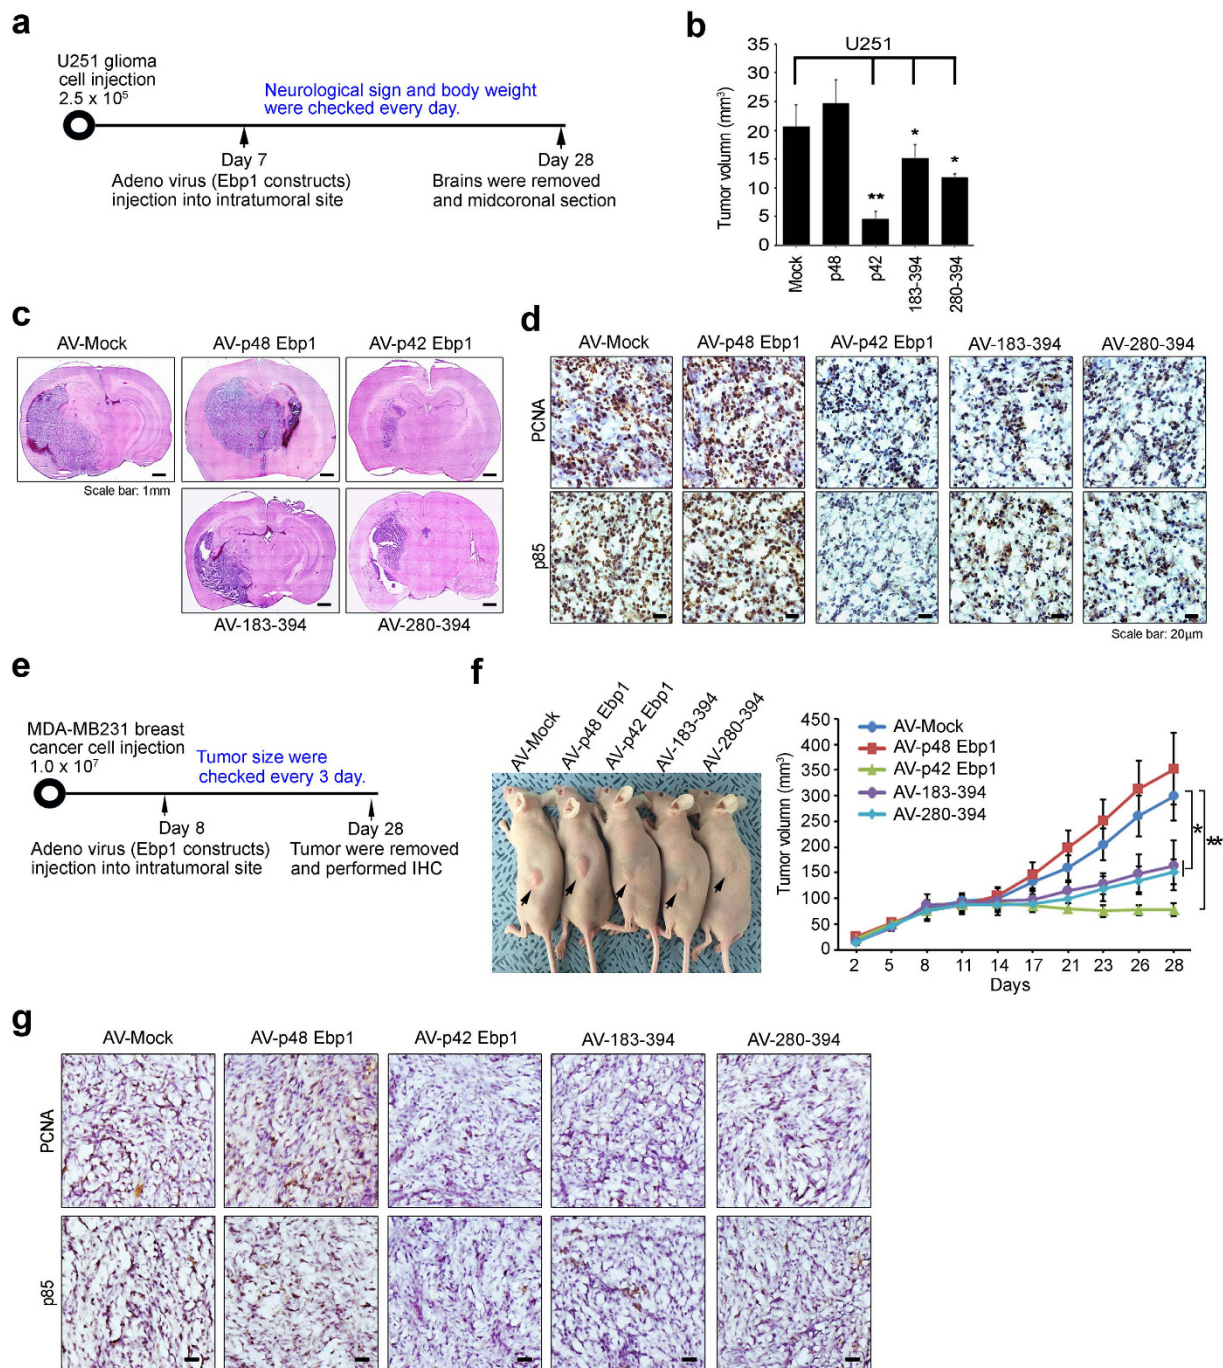 a
U251 glioma
cell injection
2.5 x 10⁵
Neurological sign and body weight
were checked every day.
Day 7
Adeno virus (Ebp1 constructs)
injection into intratumoral site
Day 28
Brains were removed
and midcoronal section
b
U251
Tumor volumn (mm³)
35
30
25
20
15
10
5
0
**
*
*
Mock
p48
p42
183-394
280-394
c
AV-Mock
AV-p48 Ebp1
AV-p42 Ebp1
Scale bar: 1mm
AV-183-394
AV-280-394
d
AV-Mock
AV-p48 Ebp1
AV-p42 Ebp1
AV-183-394
AV-280-394
PCNA
p85
Scale bar: 20µm
e
MDA-MB231 breast
cancer cell injection
1.0 x 10⁷
Tumor size were
checked every 3 day.
Day 8
Adeno virus (Ebp1 constructs)
injection into intratumoral site
Day 28
Tumor were removed
and performed IHC
f
AV-Mock
AV-p48 Ebp1
AV-p42 Ebp1
AV-183-394
AV-280-394
Tumor volumn (mm³)
450
400
350
300
250
200
150
100
50
0
AV-Mock
AV-p48 Ebp1
AV-p42 Ebp1
AV-183-394
AV-280-394
*
**
2 5 8 11 14 17 21 23 26 28
Days
g
AV-Mock
AV-p48 Ebp1
AV-p42 Ebp1
AV-183-394
AV-280-394
PCNA
p85